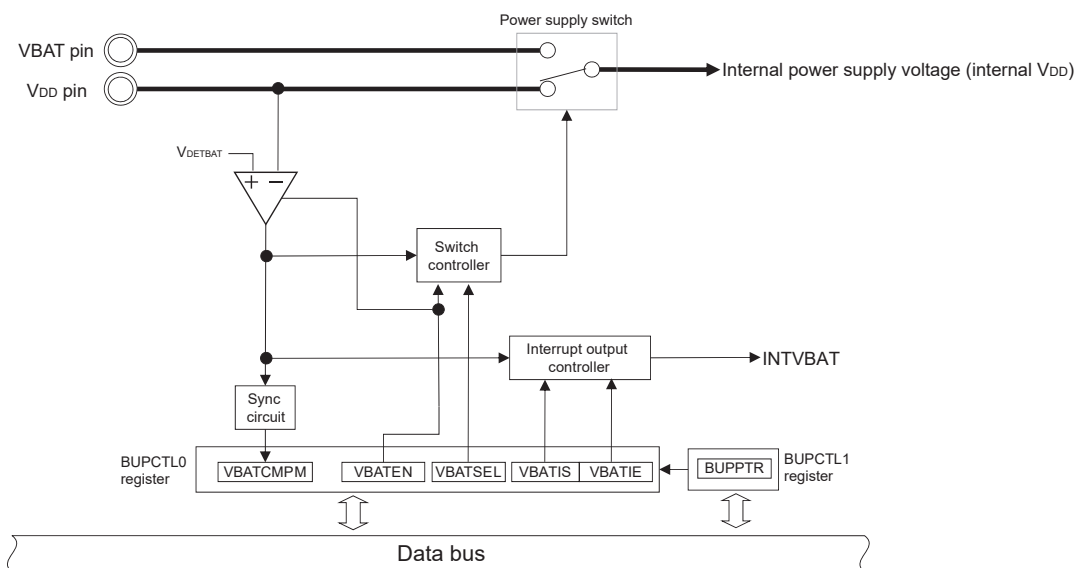 Power supply switch
VBAT pin
VDD pin
Internal power supply voltage (internal VDD)
VDETBAT
+ −
Switch
controller
Interrupt output
controller
INTVBAT
Sync
circuit
BUPCTL0
register
VBATCMPM
VBATEN
VBATSEL
VBATIS
VBATIE
BUPPTR
BUPCTL1
register
Data bus